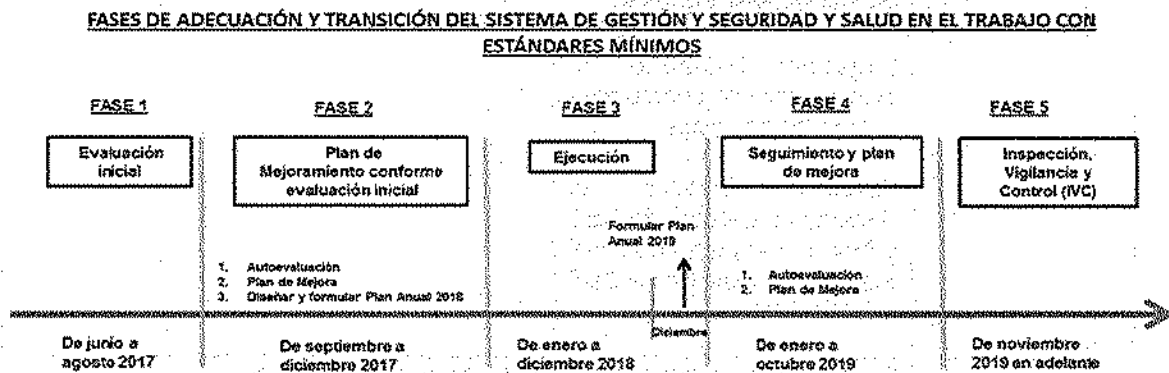 FASES DE ADECUACIÓN Y TRANSICIÓN DEL SISTEMA DE GESTIÓN Y SEGURIDAD Y SALUD EN EL TRABAJO CON
ESTÁNDARES MÍNIMOS
FASE 1
Evaluación
inicial
FASE 2
Plan de
Mejoramiento conforme
evaluación inicial
FASE 3
Ejecución
FASE 4
Seguimiento y plan
de mejora
FASE 5
Inspección,
Vigilancia y
Control (IVC)
1. Autoevaluación
2. Plan de Mejora
3. Diseñar y formular Plan Anual 2018
Formular Plan
Anual 2019
1. Autoevaluación
2. Plan de Mejora
Diciembre
De junio a
agosto 2017
De septiembre a
diciembre 2017
De enero a
diciembre 2018
De enero a
octubre 2019
De noviembre
2019 en adelante